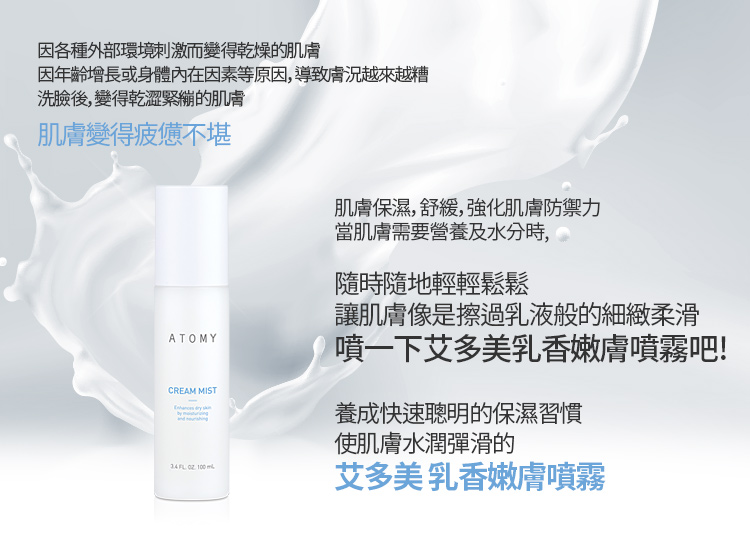 因各種外部環境刺激而變得乾燥的肌膚
因年齡增長或身體內在因素等原因, 導致膚況越來越糟
洗臉後, 變得乾澀緊繃的肌膚
肌膚變得疲憊不堪
肌膚保濕, 舒緩, 強化肌膚防禦力
當肌膚需要營養及水分時,
隨時隨地輕輕鬆鬆
讓肌膚像是擦過乳液般的細緻柔滑
噴一下艾多美乳香嫩膚噴霧吧!
養成快速聰明的保濕習慣
使肌膚水潤彈滑的
艾多美 乳香嫩膚噴霧
ATOMY
CREAM MIST
Enhances dry skin
by moisturizing
and nourishing
3.4 FL. OZ. 100 mL